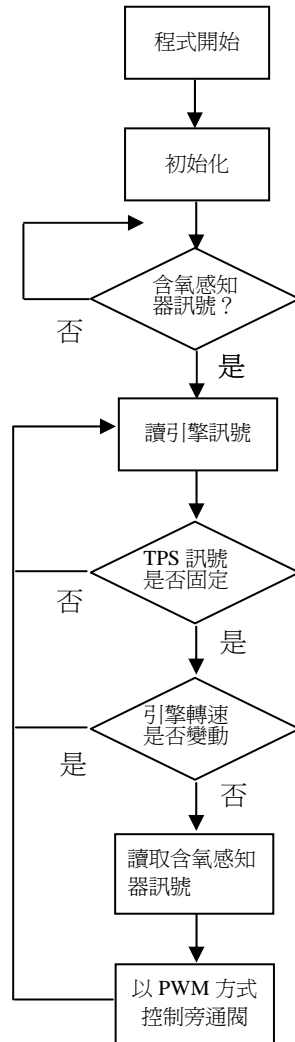 程式開始
初始化
含氧感知
器訊號？
否
是
讀引擎訊號
TPS 訊號
是否固定
否
是
引擎轉速
是否變動
是
否
讀取含氧感知
器訊號
以 PWM 方式
控制旁通閥